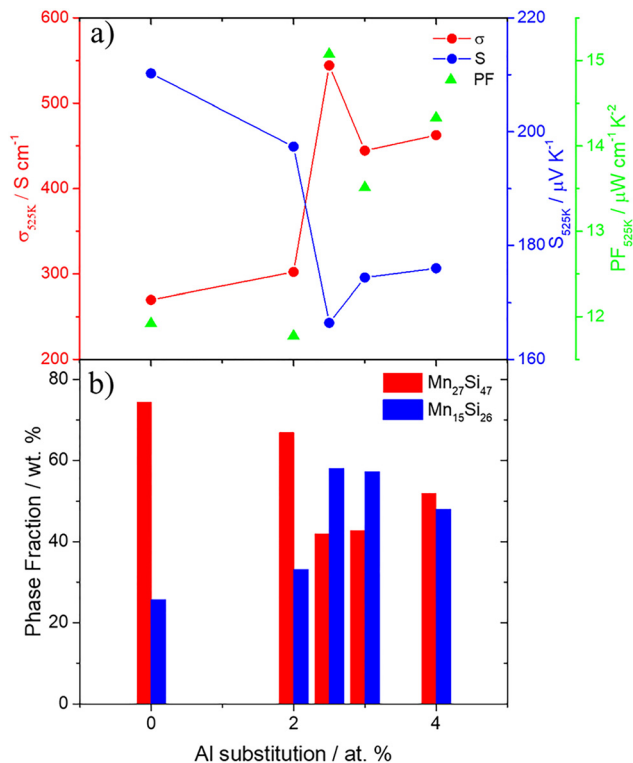 a)
σ
S
PF
600
550
500
400
300
250
200
σ525K / S cm-1
220
200
180
160
S525K / μV K-1
15
14
13
12
PF525K / μW cm-1 K-2
b)
Mn27Si47
Mn15Si26
80
60
40
20
0
Phase Fraction / wt. %
0 2 4
Al substitution / at. %